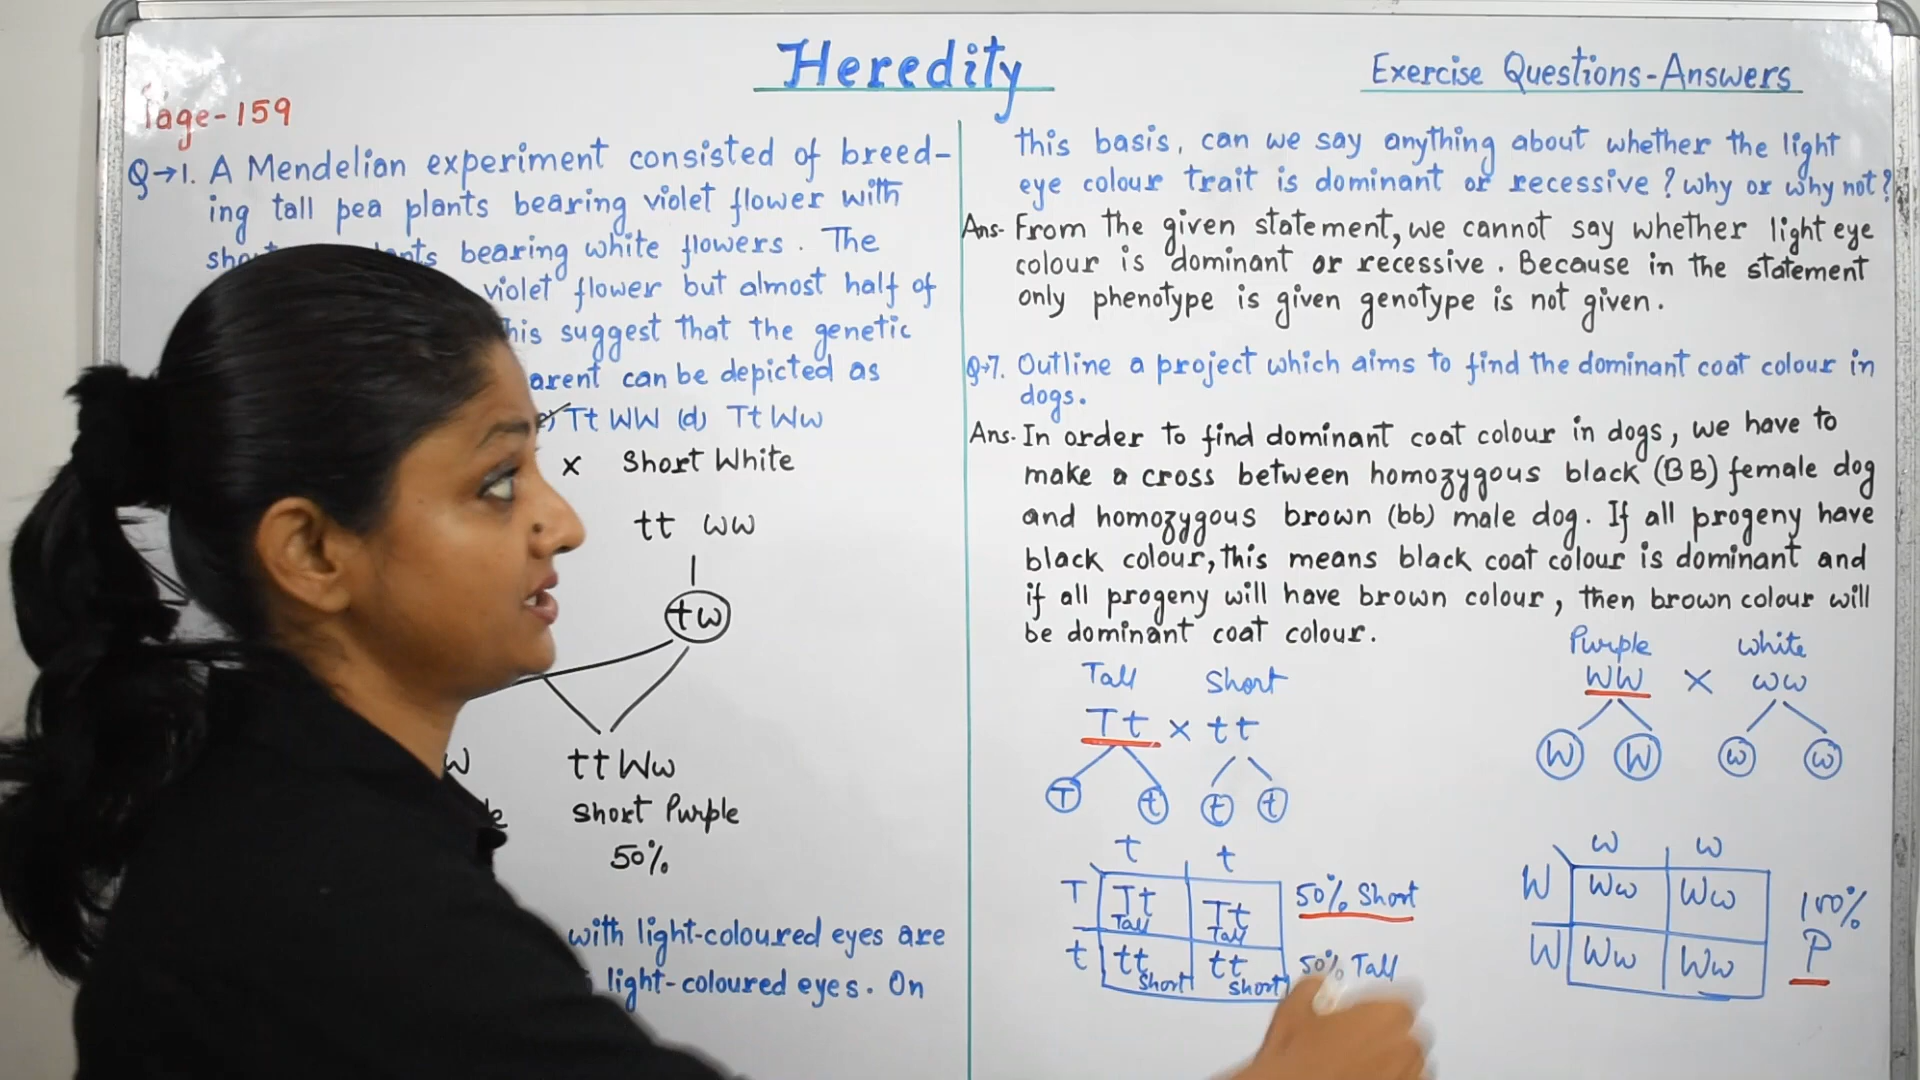 Heredity
Exercise Questions-Answers
Page-159
Q→1. A Mendelian experiment consisted of breed-
ing tall pea plants bearing violet flower with
bearing white flowers. The
violet flower but almost half of
suggest that the genetic
can be depicted as
Tt WW (d) Tt Ww
x Short White
tt ww
tw
ttWw
Short Purple
50%
with light-coloured eyes are
light-coloured eyes. On
this basis, can we say anything about whether the light
eye colour trait is dominant or recessive? why or why not?
Ans- From the given statement, we cannot say whether light eye
colour is dominant or recessive. Because in the statement
only phenotype is given genotype is not given.
Q→7. Outline a project which aims to find the dominant coat colour in
dogs.
Ans- In order to find dominant coat colour in dogs, we have to
make a cross between homozygous black (BB) female dog
and homozygous brown (bb) male dog. If all progeny have
black colour, this means black coat colour is dominant and
if all progeny will have brown colour, then brown colour will
be dominant coat colour.
Tall Short
Tt x tt
T t t t
t t
T Tt Tall Tt Tall 50% Short
t tt Short tt Short 50% Tall
Purple White
WW x ww
W W w w
w w
W Ww Ww 100%
W Ww Ww P